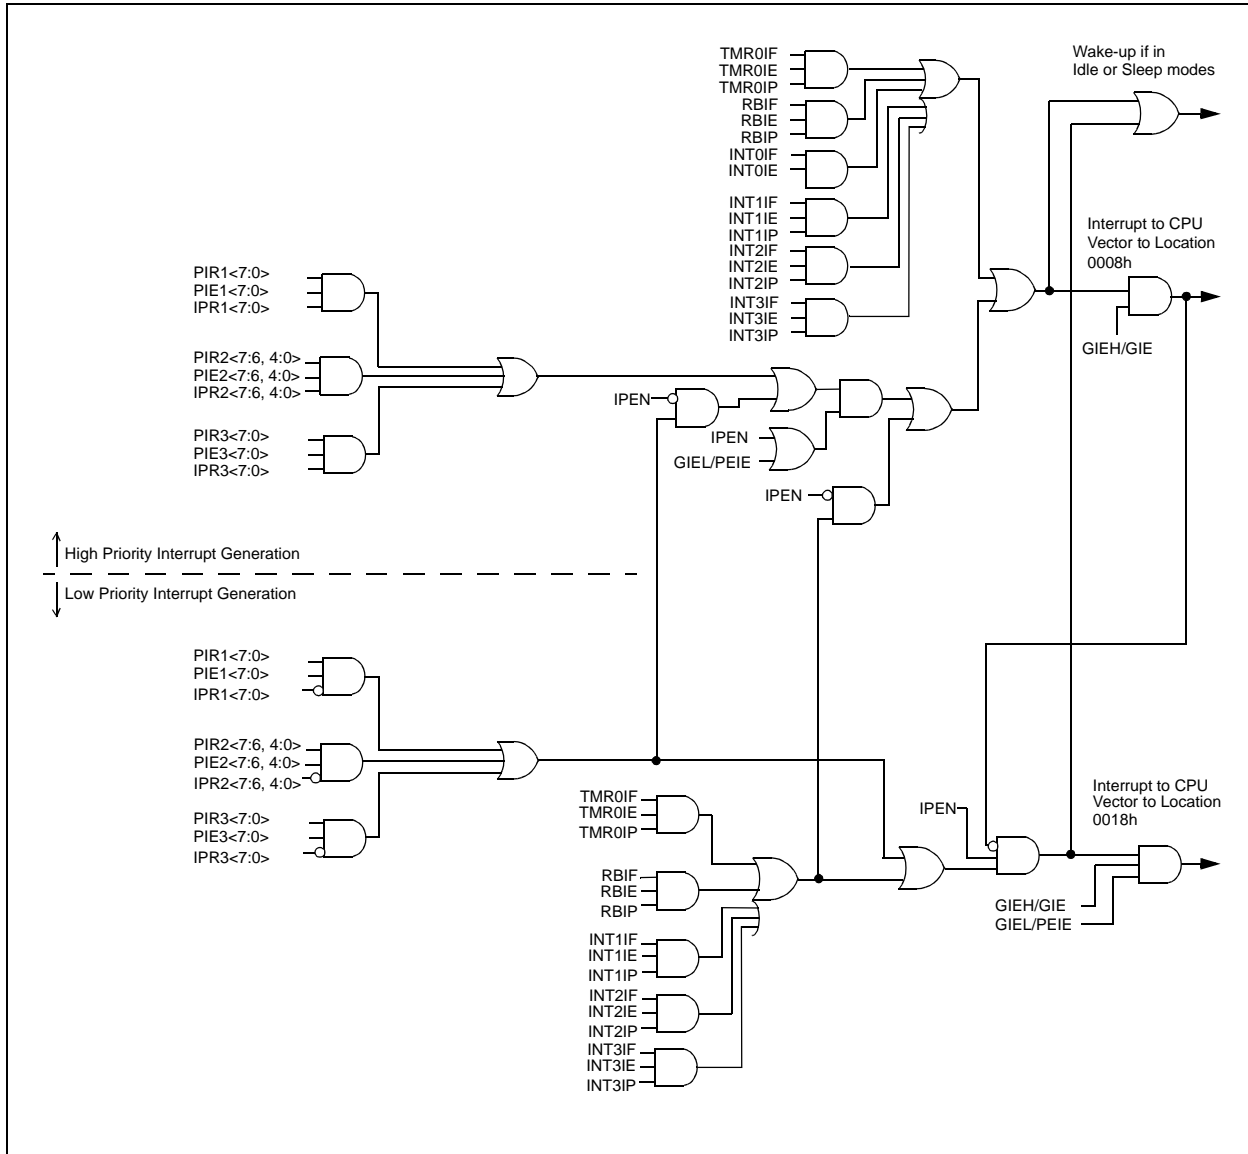 TMR0IF
TMR0IE
TMR0IP
RBIF
RBIE
RBIP
INT0IF
INT0IE
INT1IF
INT1IE
INT1IP
INT2IF
INT2IE
INT2IP
INT3IF
INT3IE
INT3IP
Wake-up if in
Idle or Sleep modes
Interrupt to CPU
Vector to Location
0008h
GIEH/GIE
PIR1<7:0>
PIE1<7:0>
IPR1<7:0>
PIR2<7:6, 4:0>
PIE2<7:6, 4:0>
IPR2<7:6, 4:0>
PIR3<7:0>
PIE3<7:0>
IPR3<7:0>
IPEN
IPEN
GIEL/PEIE
IPEN
High Priority Interrupt Generation
Low Priority Interrupt Generation
PIR1<7:0>
PIE1<7:0>
IPR1<7:0>
PIR2<7:6, 4:0>
PIE2<7:6, 4:0>
IPR2<7:6, 4:0>
PIR3<7:0>
PIE3<7:0>
IPR3<7:0>
TMR0IF
TMR0IE
TMR0IP
RBIF
RBIE
RBIP
INT1IF
INT1IE
INT1IP
INT2IF
INT2IE
INT2IP
INT3IF
INT3IE
INT3IP
IPEN
Interrupt to CPU
Vector to Location
0018h
GIEH/GIE
GIEL/PEIE